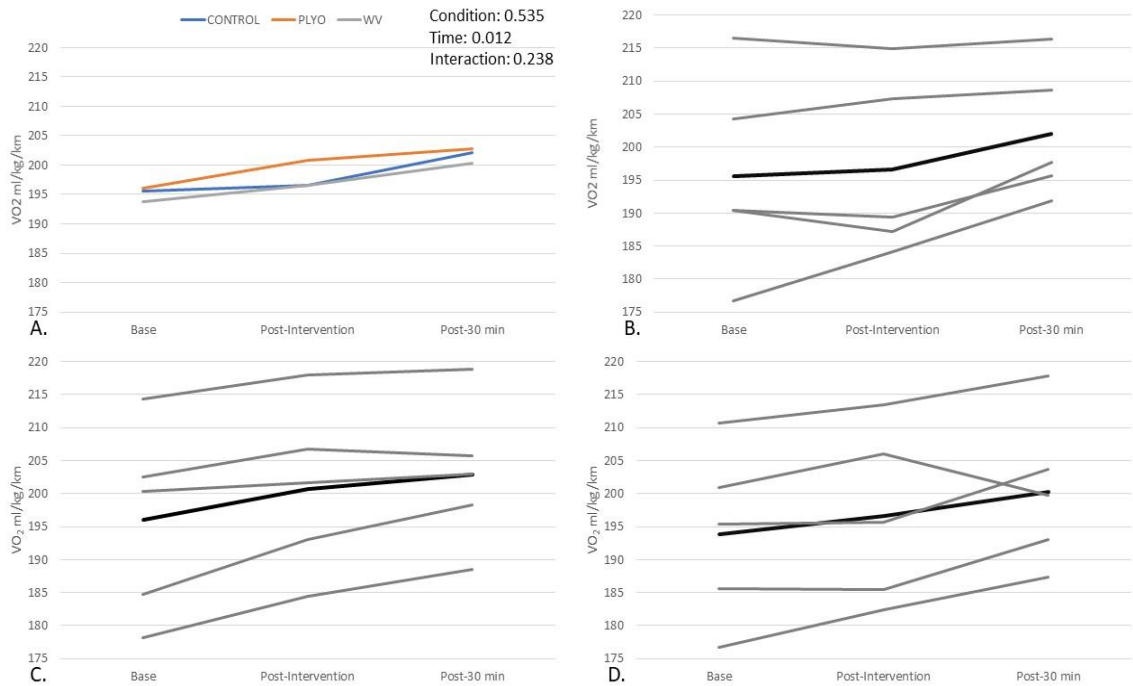 CONTROL PLYO WV
Condition: 0.535
Time: 0.012
Interaction: 0.238
VO2 ml/kg/km
220
215
210
205
200
195
190
185
180
175
A.
Base Post-Intervention Post-30 min
VO2 ml/kg/km
220
215
210
205
200
195
190
185
180
175
B.
Base Post-Intervention Post-30 min
VO₂ ml/kg/km
220
215
210
205
200
195
190
185
180
175
C.
Base Post-Intervention Post-30 min
VO₂ ml/kg/km
220
215
210
205
200
195
190
185
180
175
D.
Base Post-Intervention Post-30 min